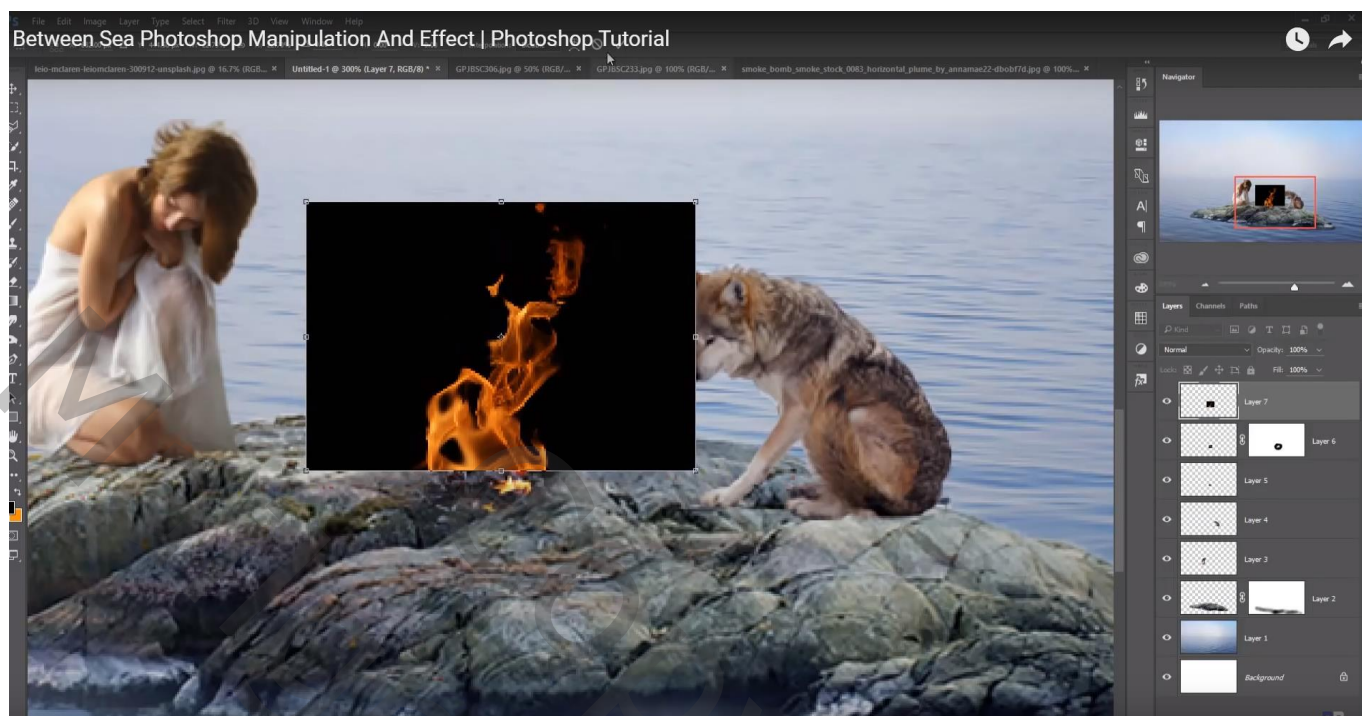 File Edit Image Layer Type Select Filter 3D View Window Help
Between Sea Photoshop Manipulation And Effect | Photoshop Tutorial
leio-mclaren-leiomclaren-300912-unsplash.jpg @ 16.7% (RGB... × Untitled-1 @ 300% (Layer 7, RGB/8) * × GPJBSC306.jpg @ 50% (RGB/... × GPJBSC233.jpg @ 100% (RGB/... × smoke_bomb_smoke_stock_0083_horizontal_plume_by_annamae22-dbobf7d.jpg @ 100%... ×
Navigator
Layers Channels Paths
Kind
Normal Opacity: 100%
Lock: Fill: 100%
Layer 7
Layer 6
Layer 5
Layer 4
Layer 3
Layer 2
Layer 1
Background